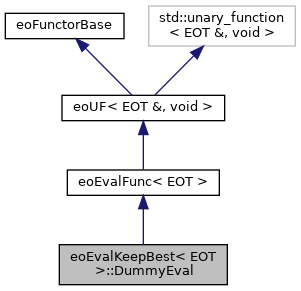 eoFunctorBase
std::unary_function
< EOT &, void >
eoUF< EOT &, void >
eoEvalFunc< EOT >
eoEvalKeepBest< EOT
>::DummyEval